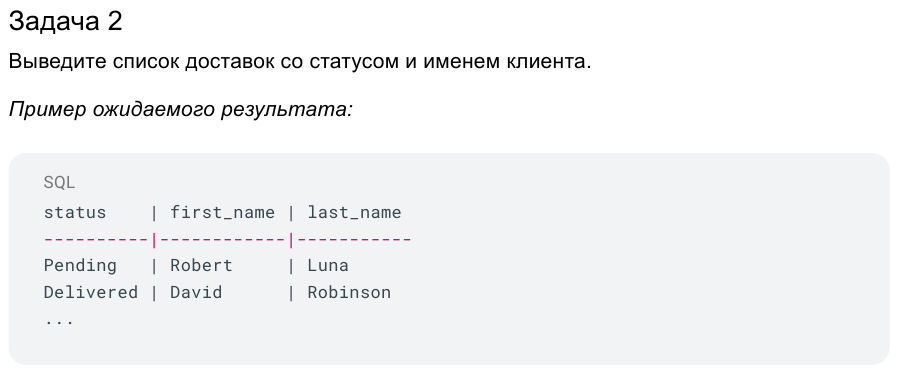 Задача 2
Выведите список доставок со статусом и именем клиента.
Пример ожидаемого результата:
SQL
status    | first_name | last_name
----------|------------|-----------
Pending   | Robert     | Luna
Delivered | David      | Robinson
...